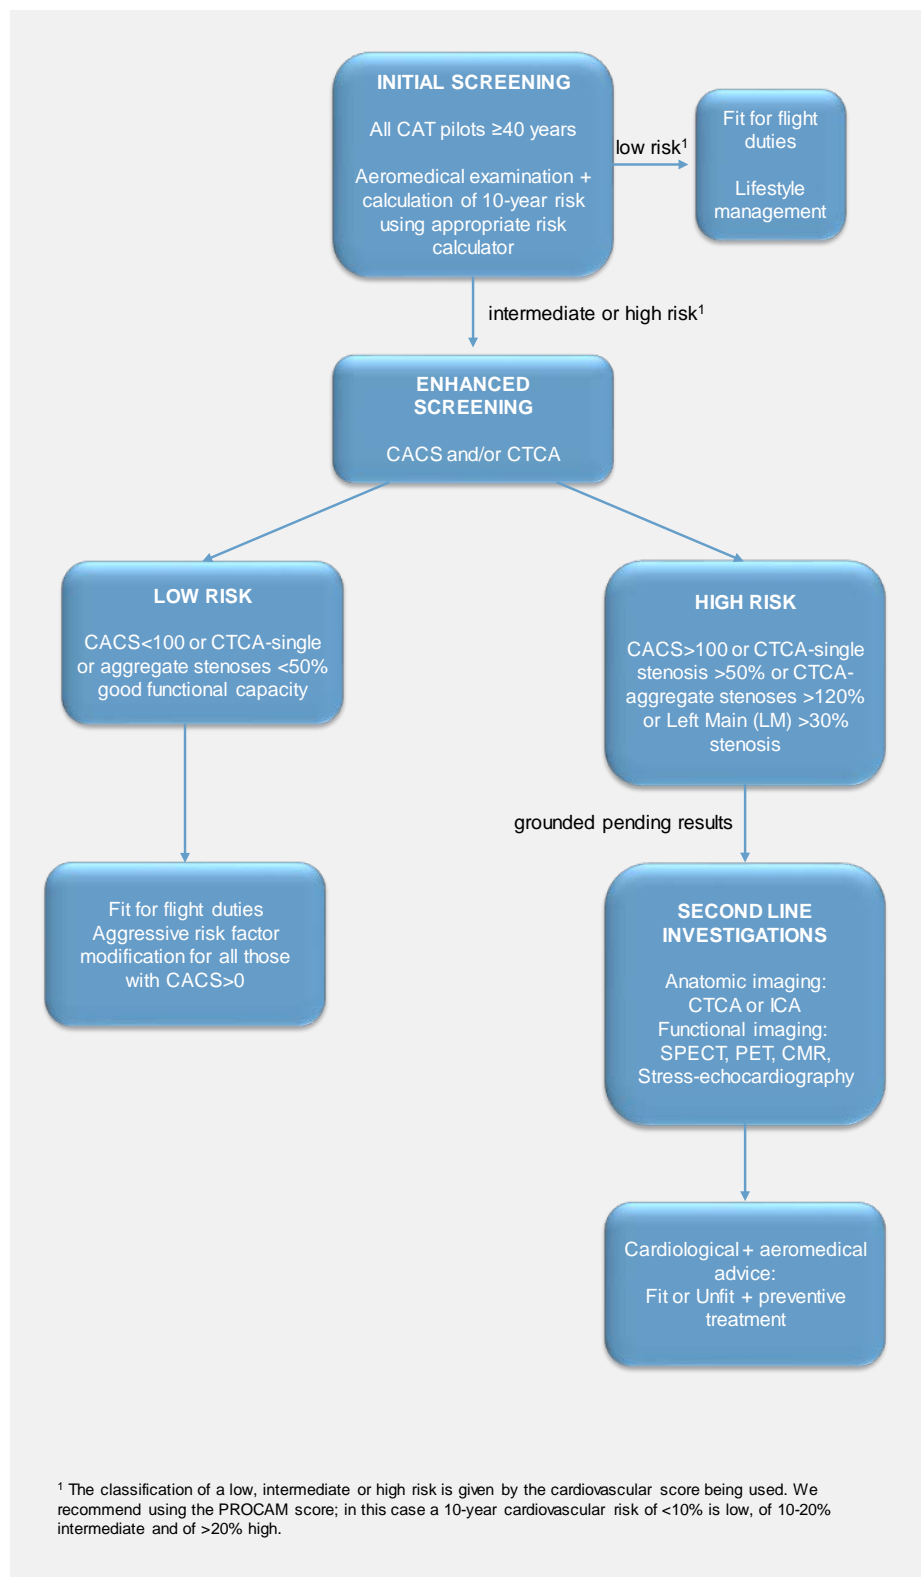 INITIAL SCREENING
All CAT pilots ≥40 years
Aeromedical examination +
calculation of 10-year risk
using appropriate risk
calculator
low risk¹
Fit for flight
duties
Lifestyle
management
intermediate or high risk¹
ENHANCED
SCREENING
CACS and/or CTCA
LOW RISK
CACS<100 or CTCA-single
or aggregate stenoses <50%
good functional capacity
HIGH RISK
CACS>100 or CTCA-single
stenosis >50% or CTCA-
aggregate stenoses >120%
or Left Main (LM) >30%
stenosis
grounded pending results
Fit for flight duties
Aggressive risk factor
modification for all those
with CACS>0
SECOND LINE
INVESTIGATIONS
Anatomic imaging:
CTCA or ICA
Functional imaging:
SPECT, PET, CMR,
Stress-echocardiography
Cardiological + aeromedical
advice:
Fit or Unfit + preventive
treatment
¹ The classification of a low, intermediate or high risk is given by the cardiovascular score being used. We
recommend using the PROCAM score; in this case a 10-year cardiovascular risk of <10% is low, of 10-20%
intermediate and of >20% high.